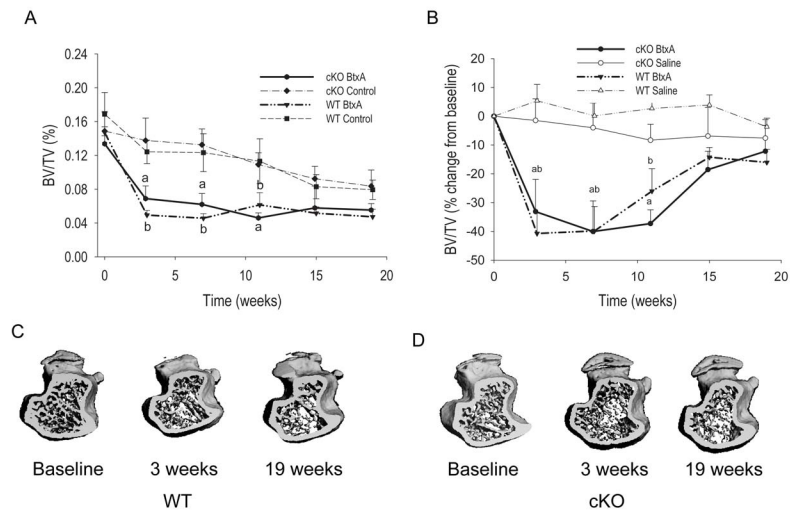 A
BV/TV (%)
0.24
0.20
0.16
0.12
0.08
0.04
0.00
cKO BtxA
cKO Control
WT BtxA
WT Control
a
a
b
b
b
a
0
5
10
15
20
Time (weeks)
B
BV/TV (% change from baseline)
20
10
0
-10
-20
-30
-40
-50
cKO BtxA
cKO Saline
WT BtxA
WT Saline
ab
ab
b
a
0
5
10
15
20
Time (weeks)
C
Baseline
3 weeks
19 weeks
WT
D
Baseline
3 weeks
19 weeks
cKO